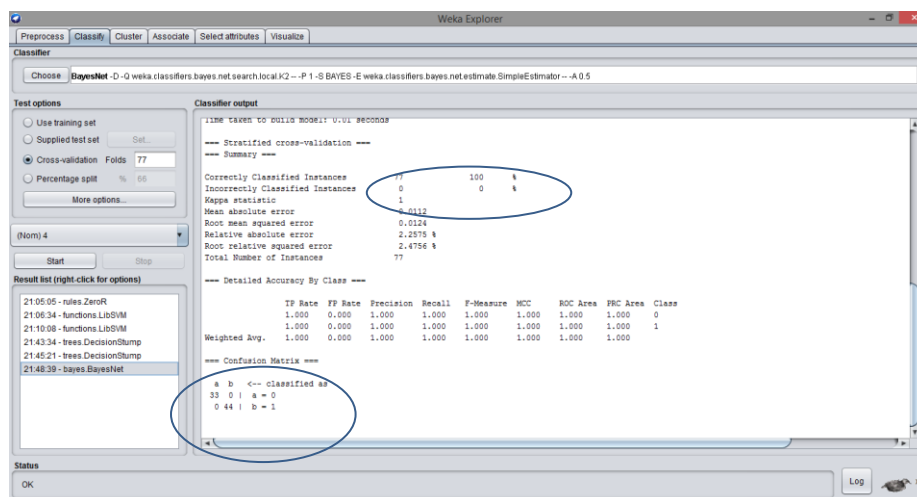 Weka Explorer
Preprocess Classify Cluster Associate Select attributes Visualize
Classifier
Choose BayesNet -D -Q weka.classifiers.bayes.net.search.local.K2 -- -P 1 -S BAYES -E weka.classifiers.bayes.net.estimate.SimpleEstimator -- -A 0.5
Test options
Use training set
Supplied test set Set...
Cross-validation Folds 77
Percentage split % 66
More options...
(Nom) 4
Start Stop
Result list (right-click for options)
21:05:05 - rules.ZeroR
21:06:34 - functions.LibSVM
21:10:08 - functions.LibSVM
21:43:34 - trees.DecisionStump
21:45:21 - trees.DecisionStump
21:48:39 - bayes.BayesNet
Classifier output
Time taken to build model: 0.01 seconds
=== Stratified cross-validation ===
=== Summary ===
Correctly Classified Instances 77 100 %
Incorrectly Classified Instances 0 0 %
Kappa statistic 1
Mean absolute error 0.0112
Root mean squared error 0.0124
Relative absolute error 2.2575 %
Root relative squared error 2.4756 %
Total Number of Instances 77
=== Detailed Accuracy By Class ===
TP Rate FP Rate Precision Recall F-Measure MCC ROC Area PRC Area Class
1.000 0.000 1.000 1.000 1.000 1.000 1.000 1.000 0
1.000 0.000 1.000 1.000 1.000 1.000 1.000 1.000 1
Weighted Avg. 1.000 0.000 1.000 1.000 1.000 1.000 1.000 1.000
=== Confusion Matrix ===
a b <-- classified as
33 0 | a = 0
0 44 | b = 1
Status
OK
Log